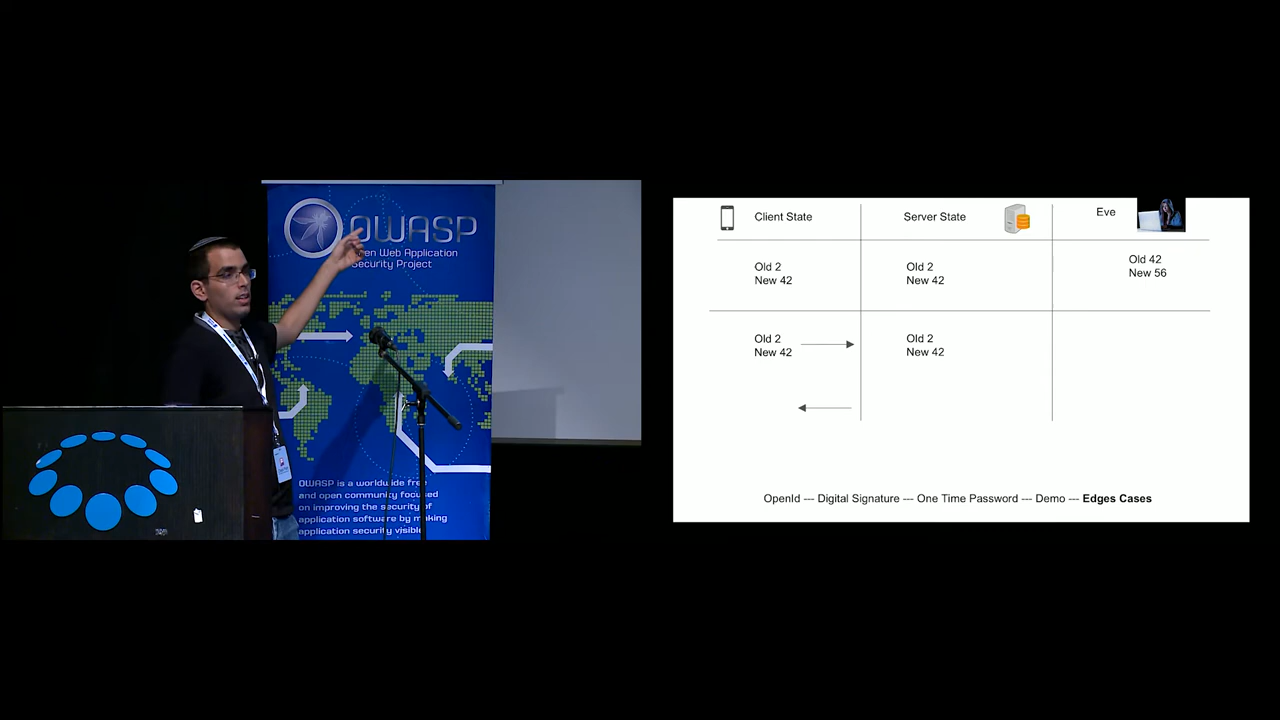 OWASP
Open Web Application
Security Project
OWASP is a worldwide free
and open community focused
on improving the security of
application software by making
application security visible
Client State
Server State
Eve
Old 2
New 42
Old 2
New 42
Old 42
New 56
Old 2
New 42
Old 2
New 42
OpenId --- Digital Signature --- One Time Password --- Demo --- Edges Cases